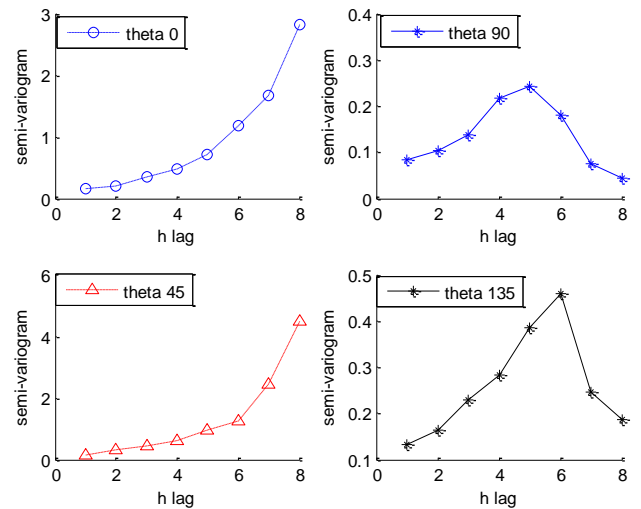 3
2
1
0
0 2 4 6 8
h lag
semi-variogram
theta 0
0.4
0.3
0.2
0.1
0
0 2 4 6 8
h lag
semi-variogram
theta 90
6
4
2
0
0 2 4 6 8
h lag
semi-variogram
theta 45
0.5
0.4
0.3
0.2
0.1
0 2 4 6 8
h lag
semi-variogram
theta 135